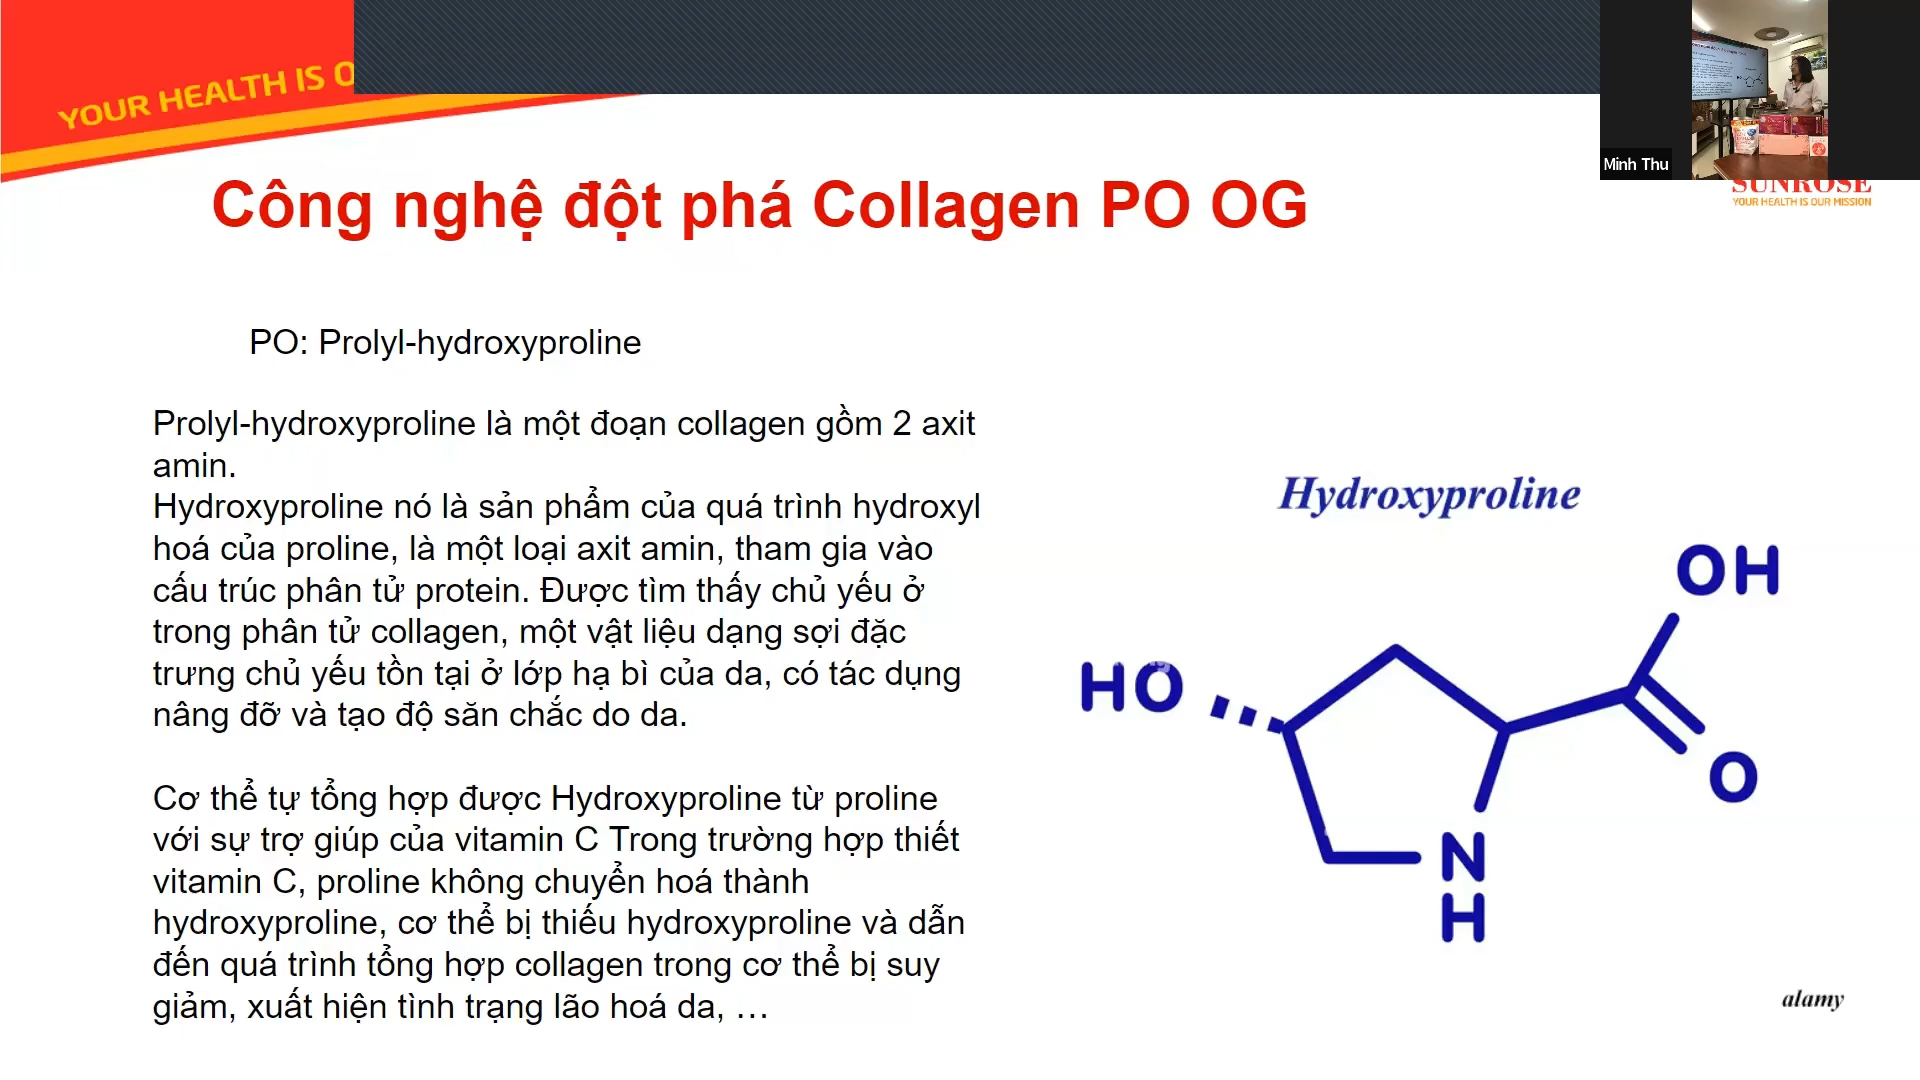 YOUR HEALTH IS
Minh Thu
SUNROSE
YOUR HEALTH IS OUR MISSION
Công nghệ đột phá Collagen PO OG
PO: Prolyl-hydroxyproline
Prolyl-hydroxyproline là một đoạn collagen gồm 2 axit
amin.
Hydroxyproline nó là sản phẩm của quá trình hydroxyl
hoá của proline, là một loại axit amin, tham gia vào
cấu trúc phân tử protein. Được tìm thấy chủ yếu ở
trong phân tử collagen, một vật liệu dạng sợi đặc
trưng chủ yếu tồn tại ở lớp hạ bì của da, có tác dụng
nâng đỡ và tạo độ săn chắc do da.
Cơ thể tự tổng hợp được Hydroxyproline từ proline
với sự trợ giúp của vitamin C Trong trường hợp thiết
vitamin C, proline không chuyển hoá thành
hydroxyproline, cơ thể bị thiếu hydroxyproline và dẫn
đến quá trình tổng hợp collagen trong cơ thể bị suy
giảm, xuất hiện tình trạng lão hoá da, …
Hydroxyproline
OH
HO
O
N
H
alamy